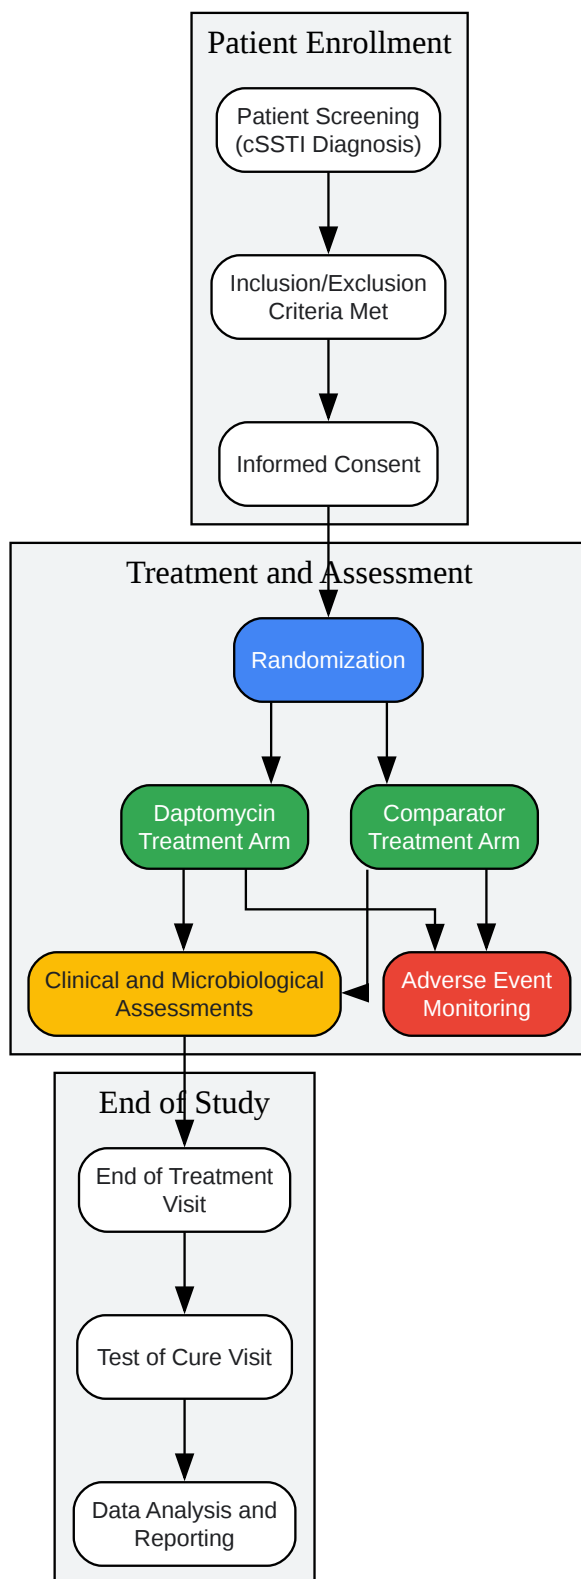 Patient Enrollment
Patient Screening
(cSSTI Diagnosis)
Inclusion/Exclusion
Criteria Met
Informed Consent
Treatment and Assessment
Randomization
Daptomycin
Treatment Arm
Comparator
Treatment Arm
Clinical and Microbiological
Assessments
Adverse Event
Monitoring
End of Study
End of Treatment
Visit
Test of Cure Visit
Data Analysis and
Reporting